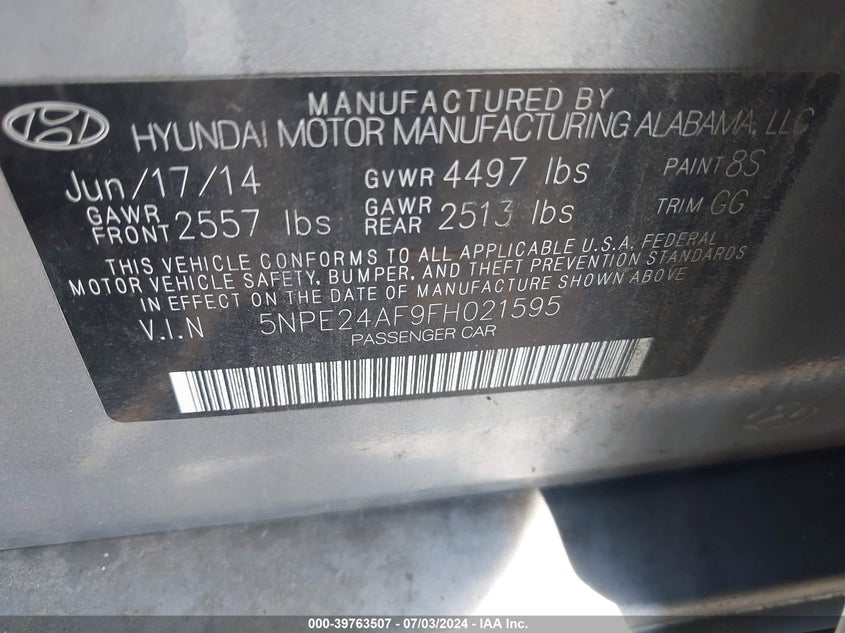 MANUFACTURED BY
HYUNDAI MOTOR MANUFACTURING ALABAMA, LLC
Jun/17/14 GVWR 4497 lbs PAINT 8S
GAWR FRONT 2557 lbs GAWR REAR 2513 lbs TRIM GG
THIS VEHICLE CONFORMS TO ALL APPLICABLE U.S.A. FEDERAL
MOTOR VEHICLE SAFETY, BUMPER, AND THEFT PREVENTION STANDARDS
IN EFFECT ON THE DATE OF MANUFACTURE SHOWN ABOVE
V.I.N 5NPE24AF9FH021595
PASSENGER CAR
000-39763507 - 07/03/2024 - IAA Inc.